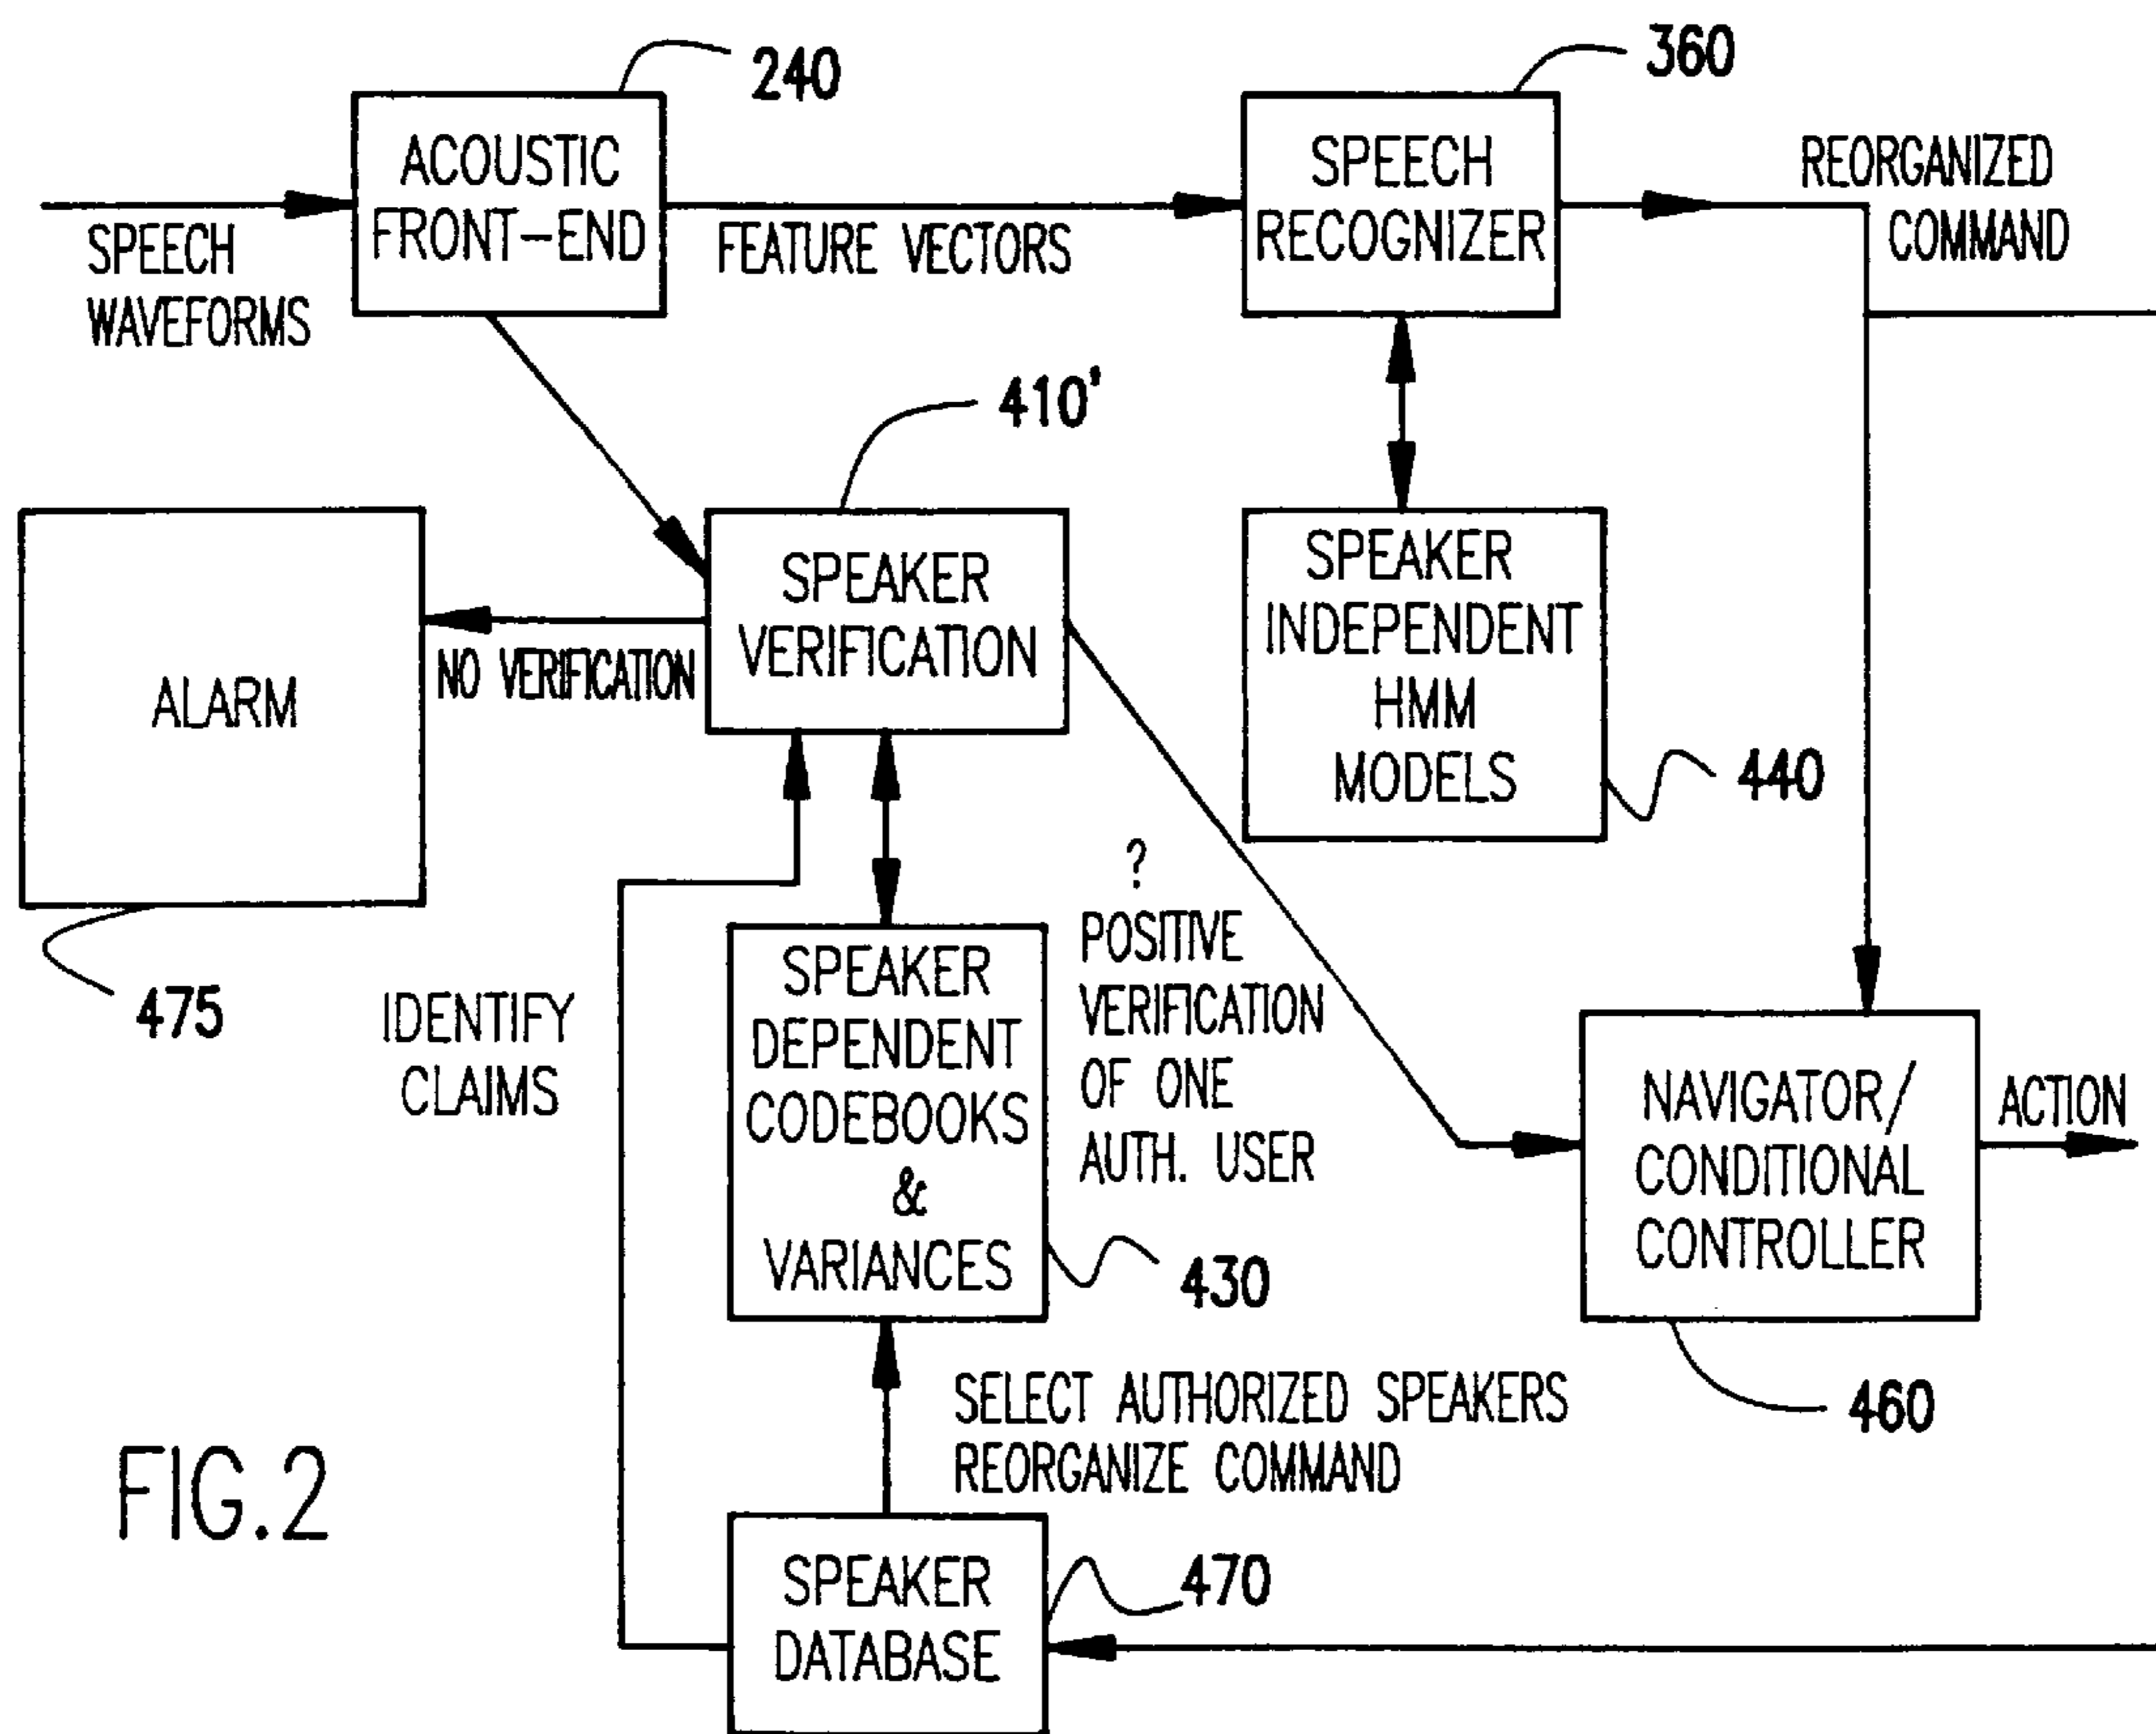 240
360
ACOUSTIC
FRONT-END
SPEECH
RECOGNIZER
REORGANIZED
COMMAND
SPEECH
WAVEFORMS
FEATURE VECTORS
410'
ALARM
NO VERIFICATION
SPEAKER
VERIFICATION
SPEAKER
INDEPENDENT
HMM
MODELS
440
475
IDENTIFY
CLAIMS
SPEAKER
DEPENDENT
CODEBOOKS
&
VARIANCES
430
?
POSITIVE
VERIFICATION
OF ONE
AUTH. USER
NAVIGATOR/
CONDITIONAL
CONTROLLER
ACTION
460
SELECT AUTHORIZED SPEAKERS
REORGANIZE COMMAND
FIG.2
SPEAKER
DATABASE
470